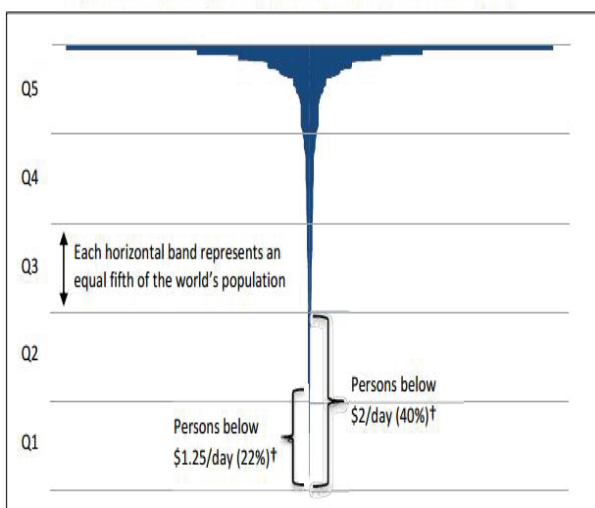 Q5
Q4
Each horizontal band represents an
equal fifth of the world's population
Q3
Q2
Persons below
$2/day (40%)†
Persons below
$1.25/day (22%)†
Q1